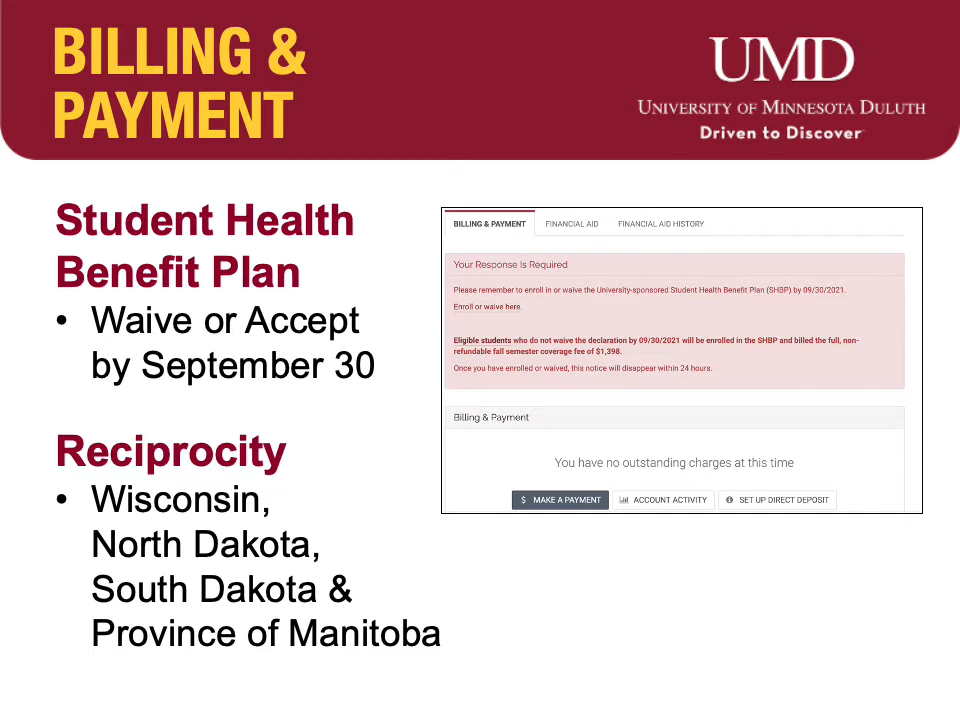 BILLING &
PAYMENT
UMD
UNIVERSITY OF MINNESOTA DULUTH
Driven to Discover
Student Health
Benefit Plan
• Waive or Accept
by September 30
Reciprocity
• Wisconsin,
North Dakota,
South Dakota &
Province of Manitoba
BILLING & PAYMENT FINANCIAL AID FINANCIAL AID HISTORY
Your Response Is Required
Please remember to enroll in or waive the University-sponsored Student Health Benefit Plan (SHBP) by 09/30/2021.
Enroll or waive here.
Eligible students who do not waive the declaration by 09/30/2021 will be enrolled in the SHBP and billed the full, non-
refundable fall semester coverage fee of $1,398.
Once you have enrolled or waived, this notice will disappear within 24 hours.
Billing & Payment
You have no outstanding charges at this time
$ MAKE A PAYMENT ACCOUNT ACTIVITY SET UP DIRECT DEPOSIT